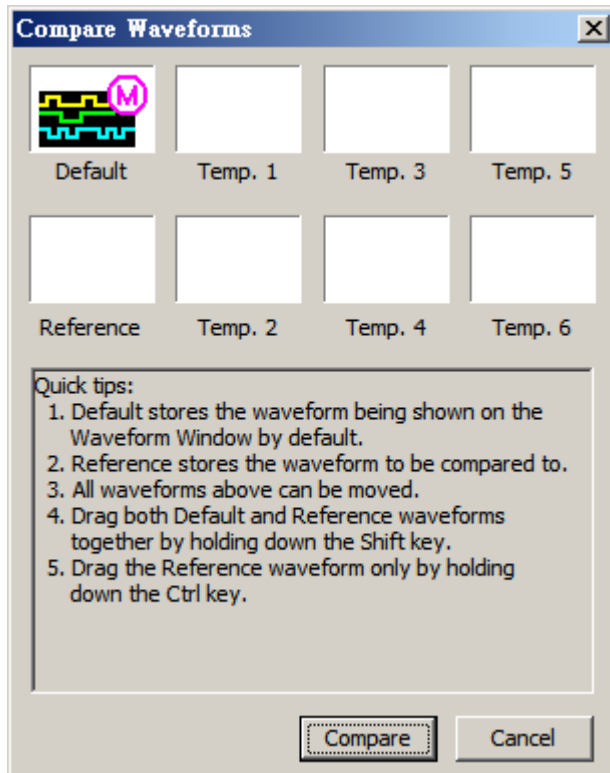 Compare Waveforms
M
Default Temp. 1 Temp. 3 Temp. 5
Reference Temp. 2 Temp. 4 Temp. 6
Quick tips:
1. Default stores the waveform being shown on the
Waveform Window by default.
2. Reference stores the waveform to be compared to.
3. All waveforms above can be moved.
4. Drag both Default and Reference waveforms
together by holding down the Shift key.
5. Drag the Reference waveform only by holding
down the Ctrl key.
Compare Cancel